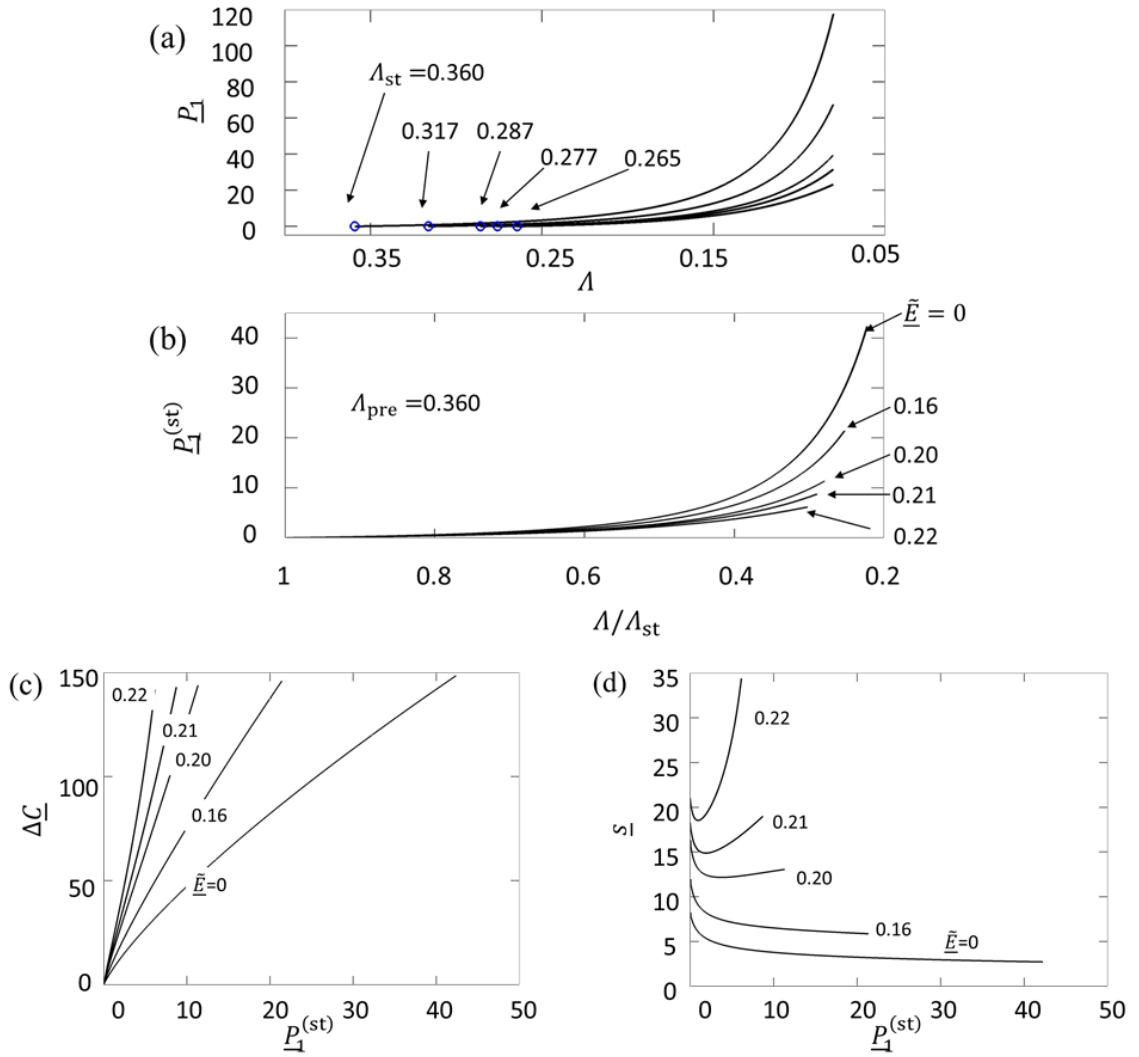 (a)
120
100
80
60
40
20
0
P₁
Λst =0.360
0.317
0.287
0.277
0.265
0.35
0.25
0.15
0.05
Λ
(b)
40
30
20
10
0
P₁^(st)
Λpre =0.360
Ẽ = 0
0.16
0.20
0.21
0.22
1
0.8
0.6
0.4
0.2
Λ/Λst
(c)
150
100
50
0
ΔC
0.22
0.21
0.20
0.16
Ẽ=0
0 10 20 30 40 50
P₁^(st)
(d)
35
30
25
20
15
10
5
0
s
0.22
0.21
0.20
0.16
Ẽ=0
0 10 20 30 40 50
P₁^(st)